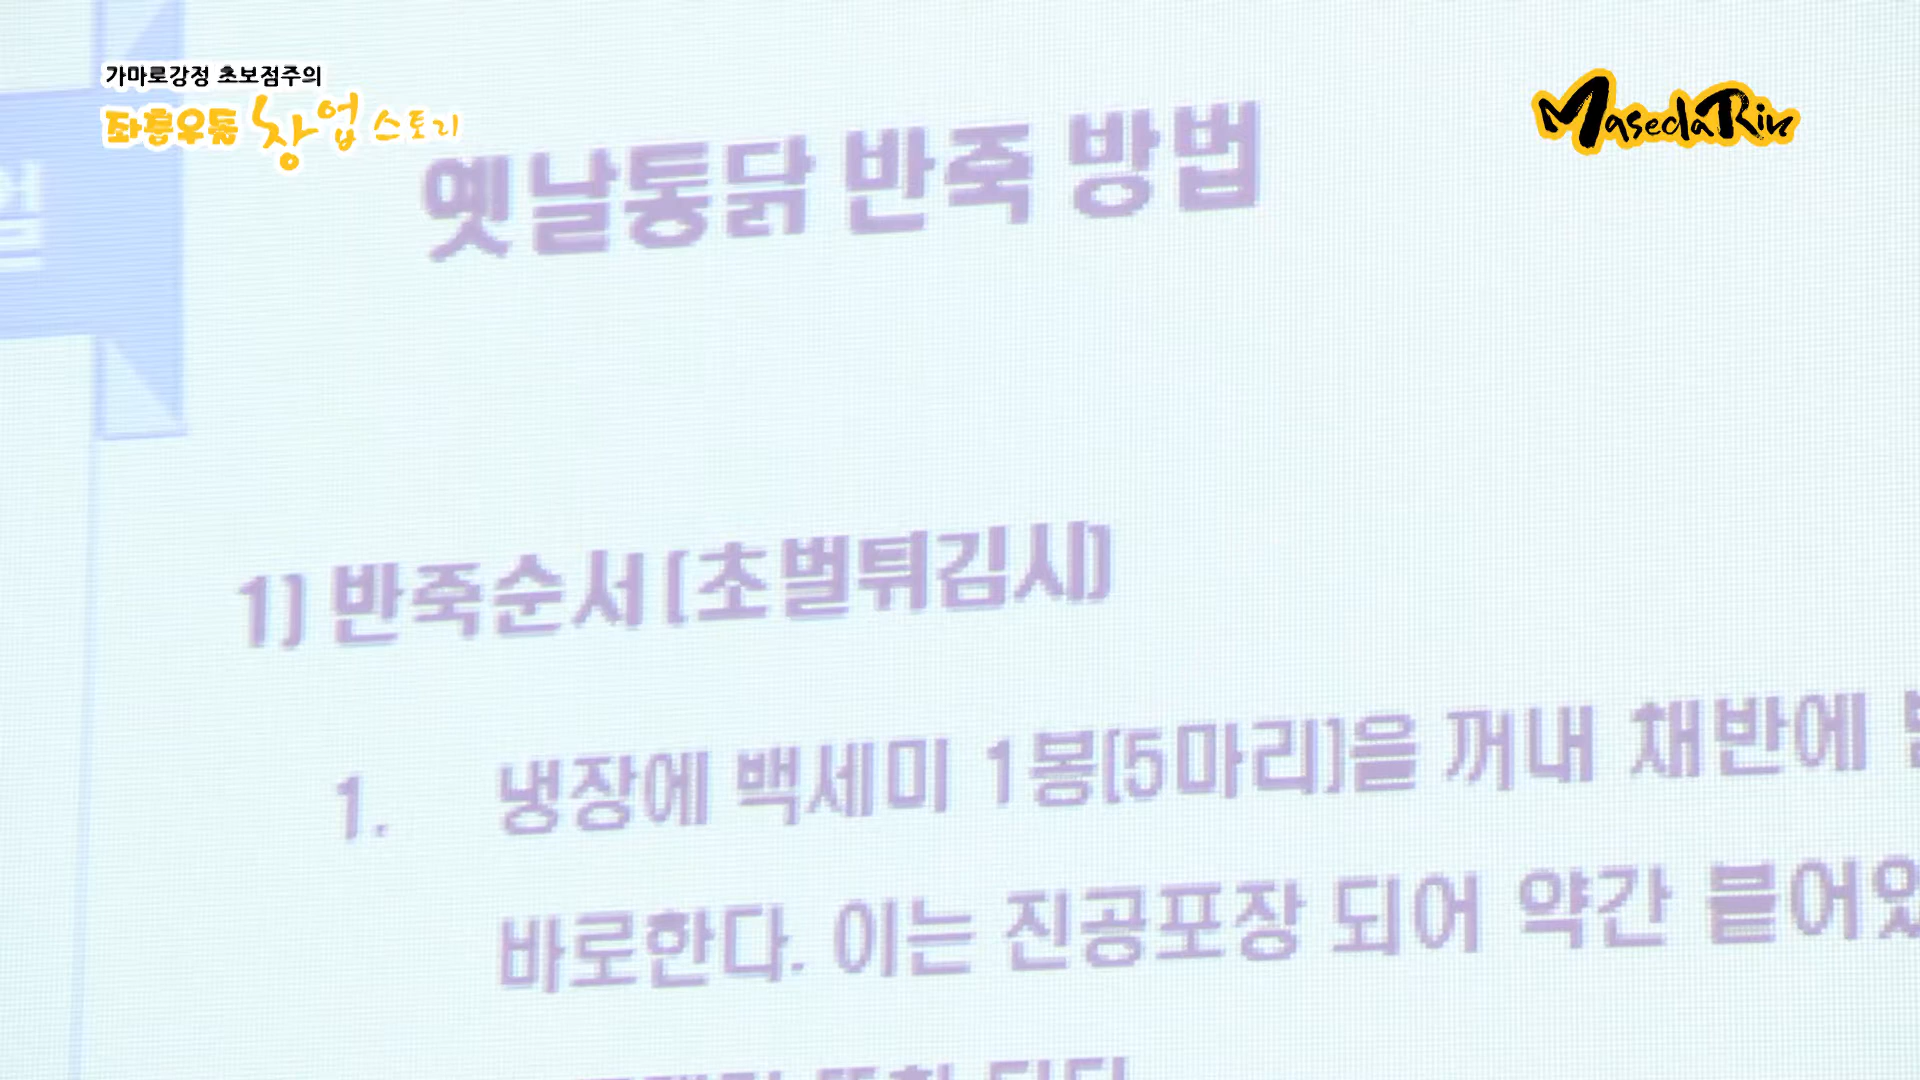 가마로강정 초보점주의
좌충우돌 창업 스토리
MasedaRin
옛날통닭 반죽 방법
1) 반죽순서(초벌튀김시)
1. 냉장에 백세미 1봉[5마리]을 꺼내 채반에
바로한다. 이는 진공포장 되어 약간 믙어있